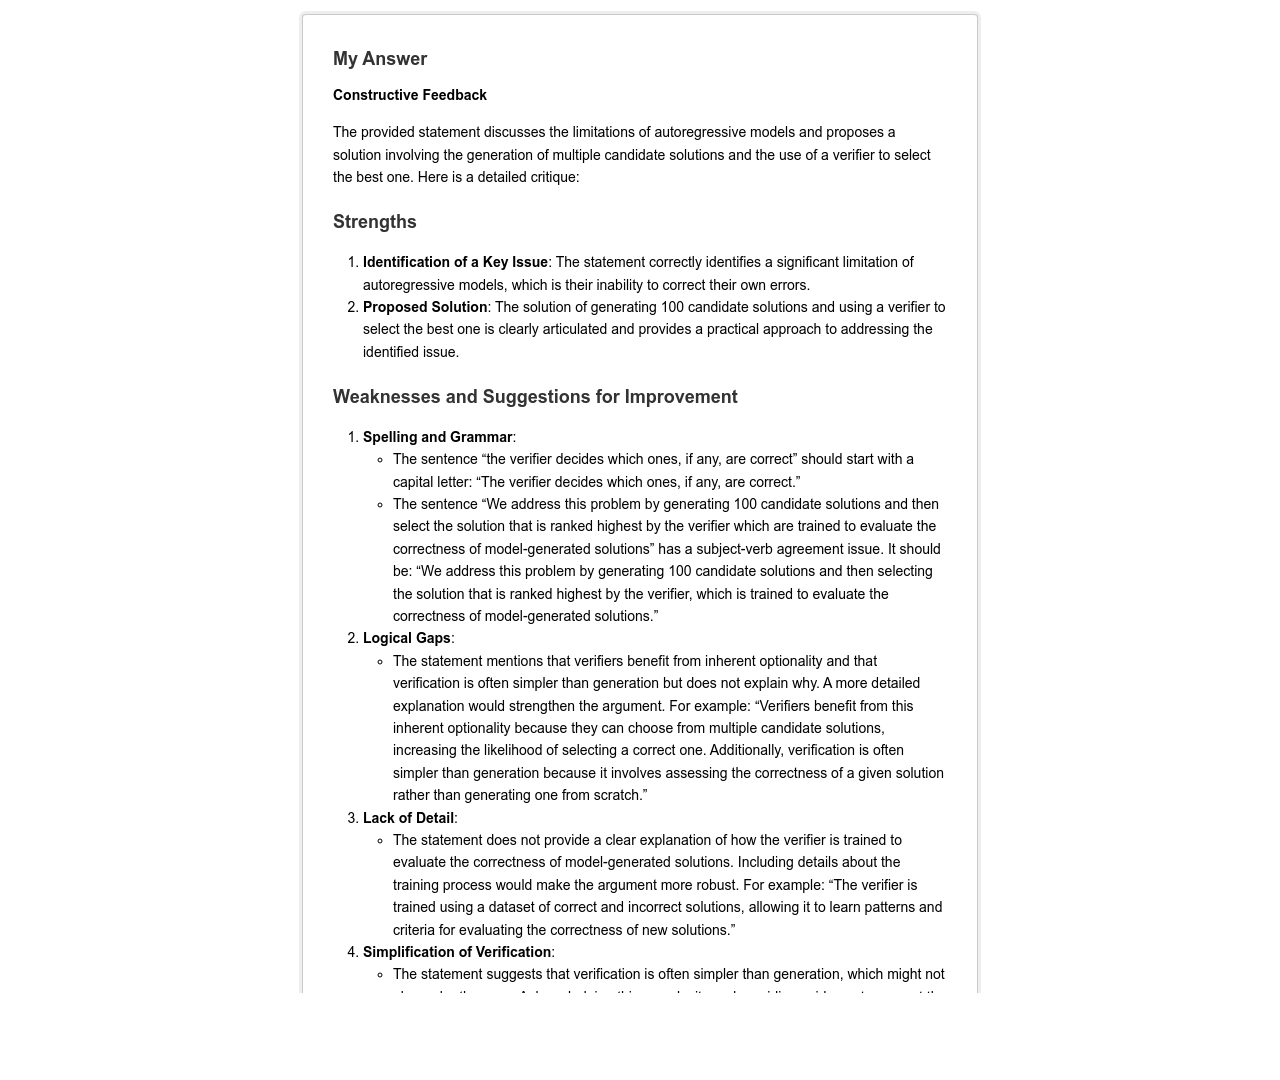 My Answer
Constructive Feedback
The provided statement discusses the limitations of autoregressive models and proposes a
solution involving the generation of multiple candidate solutions and the use of a verifier to select
the best one. Here is a detailed critique:
Strengths
1. Identification of a Key Issue: The statement correctly identifies a significant limitation of
autoregressive models, which is their inability to correct their own errors.
2. Proposed Solution: The solution of generating 100 candidate solutions and using a verifier to
select the best one is clearly articulated and provides a practical approach to addressing the
identified issue.
Weaknesses and Suggestions for Improvement
1. Spelling and Grammar:
◦ The sentence “the verifier decides which ones, if any, are correct” should start with a
capital letter: “The verifier decides which ones, if any, are correct.”
◦ The sentence “We address this problem by generating 100 candidate solutions and then
select the solution that is ranked highest by the verifier which are trained to evaluate the
correctness of model-generated solutions” has a subject-verb agreement issue. It should
be: “We address this problem by generating 100 candidate solutions and then selecting
the solution that is ranked highest by the verifier, which is trained to evaluate the
correctness of model-generated solutions.”
2. Logical Gaps:
◦ The statement mentions that verifiers benefit from inherent optionality and that
verification is often simpler than generation but does not explain why. A more detailed
explanation would strengthen the argument. For example: “Verifiers benefit from this
inherent optionality because they can choose from multiple candidate solutions,
increasing the likelihood of selecting a correct one. Additionally, verification is often
simpler than generation because it involves assessing the correctness of a given solution
rather than generating one from scratch.”
3. Lack of Detail:
◦ The statement does not provide a clear explanation of how the verifier is trained to
evaluate the correctness of model-generated solutions. Including details about the
training process would make the argument more robust. For example: “The verifier is
trained using a dataset of correct and incorrect solutions, allowing it to learn patterns and
criteria for evaluating the correctness of new solutions.”
4. Simplification of Verification:
◦ The statement suggests that verification is often simpler than generation, which might not